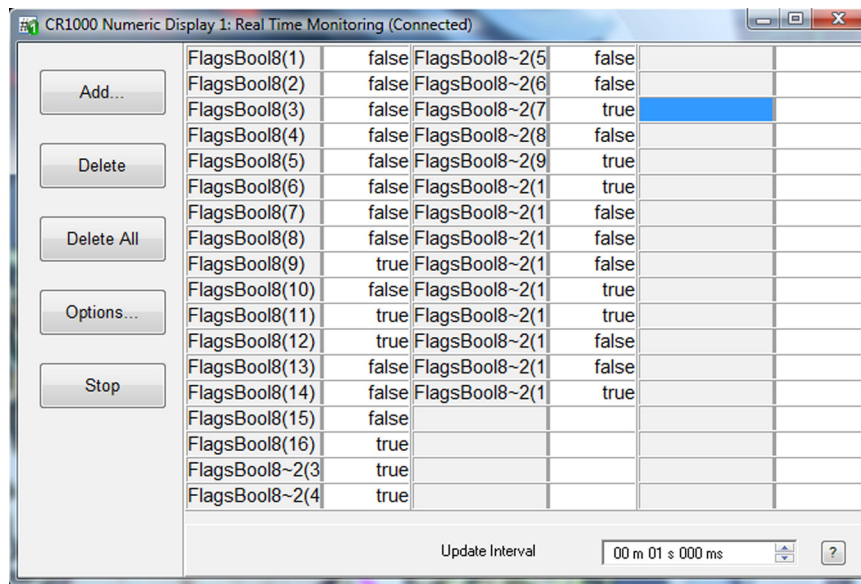 CR1000 Numeric Display 1: Real Time Monitoring (Connected)
Add...
Delete
Delete All
Options...
Stop
FlagsBool8(1) false FlagsBool8~2(5 false
FlagsBool8(2) false FlagsBool8~2(6 false
FlagsBool8(3) false FlagsBool8~2(7 true
FlagsBool8(4) false FlagsBool8~2(8 false
FlagsBool8(5) false FlagsBool8~2(9 true
FlagsBool8(6) false FlagsBool8~2(1 true
FlagsBool8(7) false FlagsBool8~2(1 false
FlagsBool8(8) false FlagsBool8~2(1 false
FlagsBool8(9) true FlagsBool8~2(1 false
FlagsBool8(10) false FlagsBool8~2(1 true
FlagsBool8(11) true FlagsBool8~2(1 true
FlagsBool8(12) true FlagsBool8~2(1 false
FlagsBool8(13) false FlagsBool8~2(1 false
FlagsBool8(14) false FlagsBool8~2(1 true
FlagsBool8(15) false
FlagsBool8(16) true
FlagsBool8~2(3 true
FlagsBool8~2(4 true
Update Interval 00 m 01 s 000 ms ?